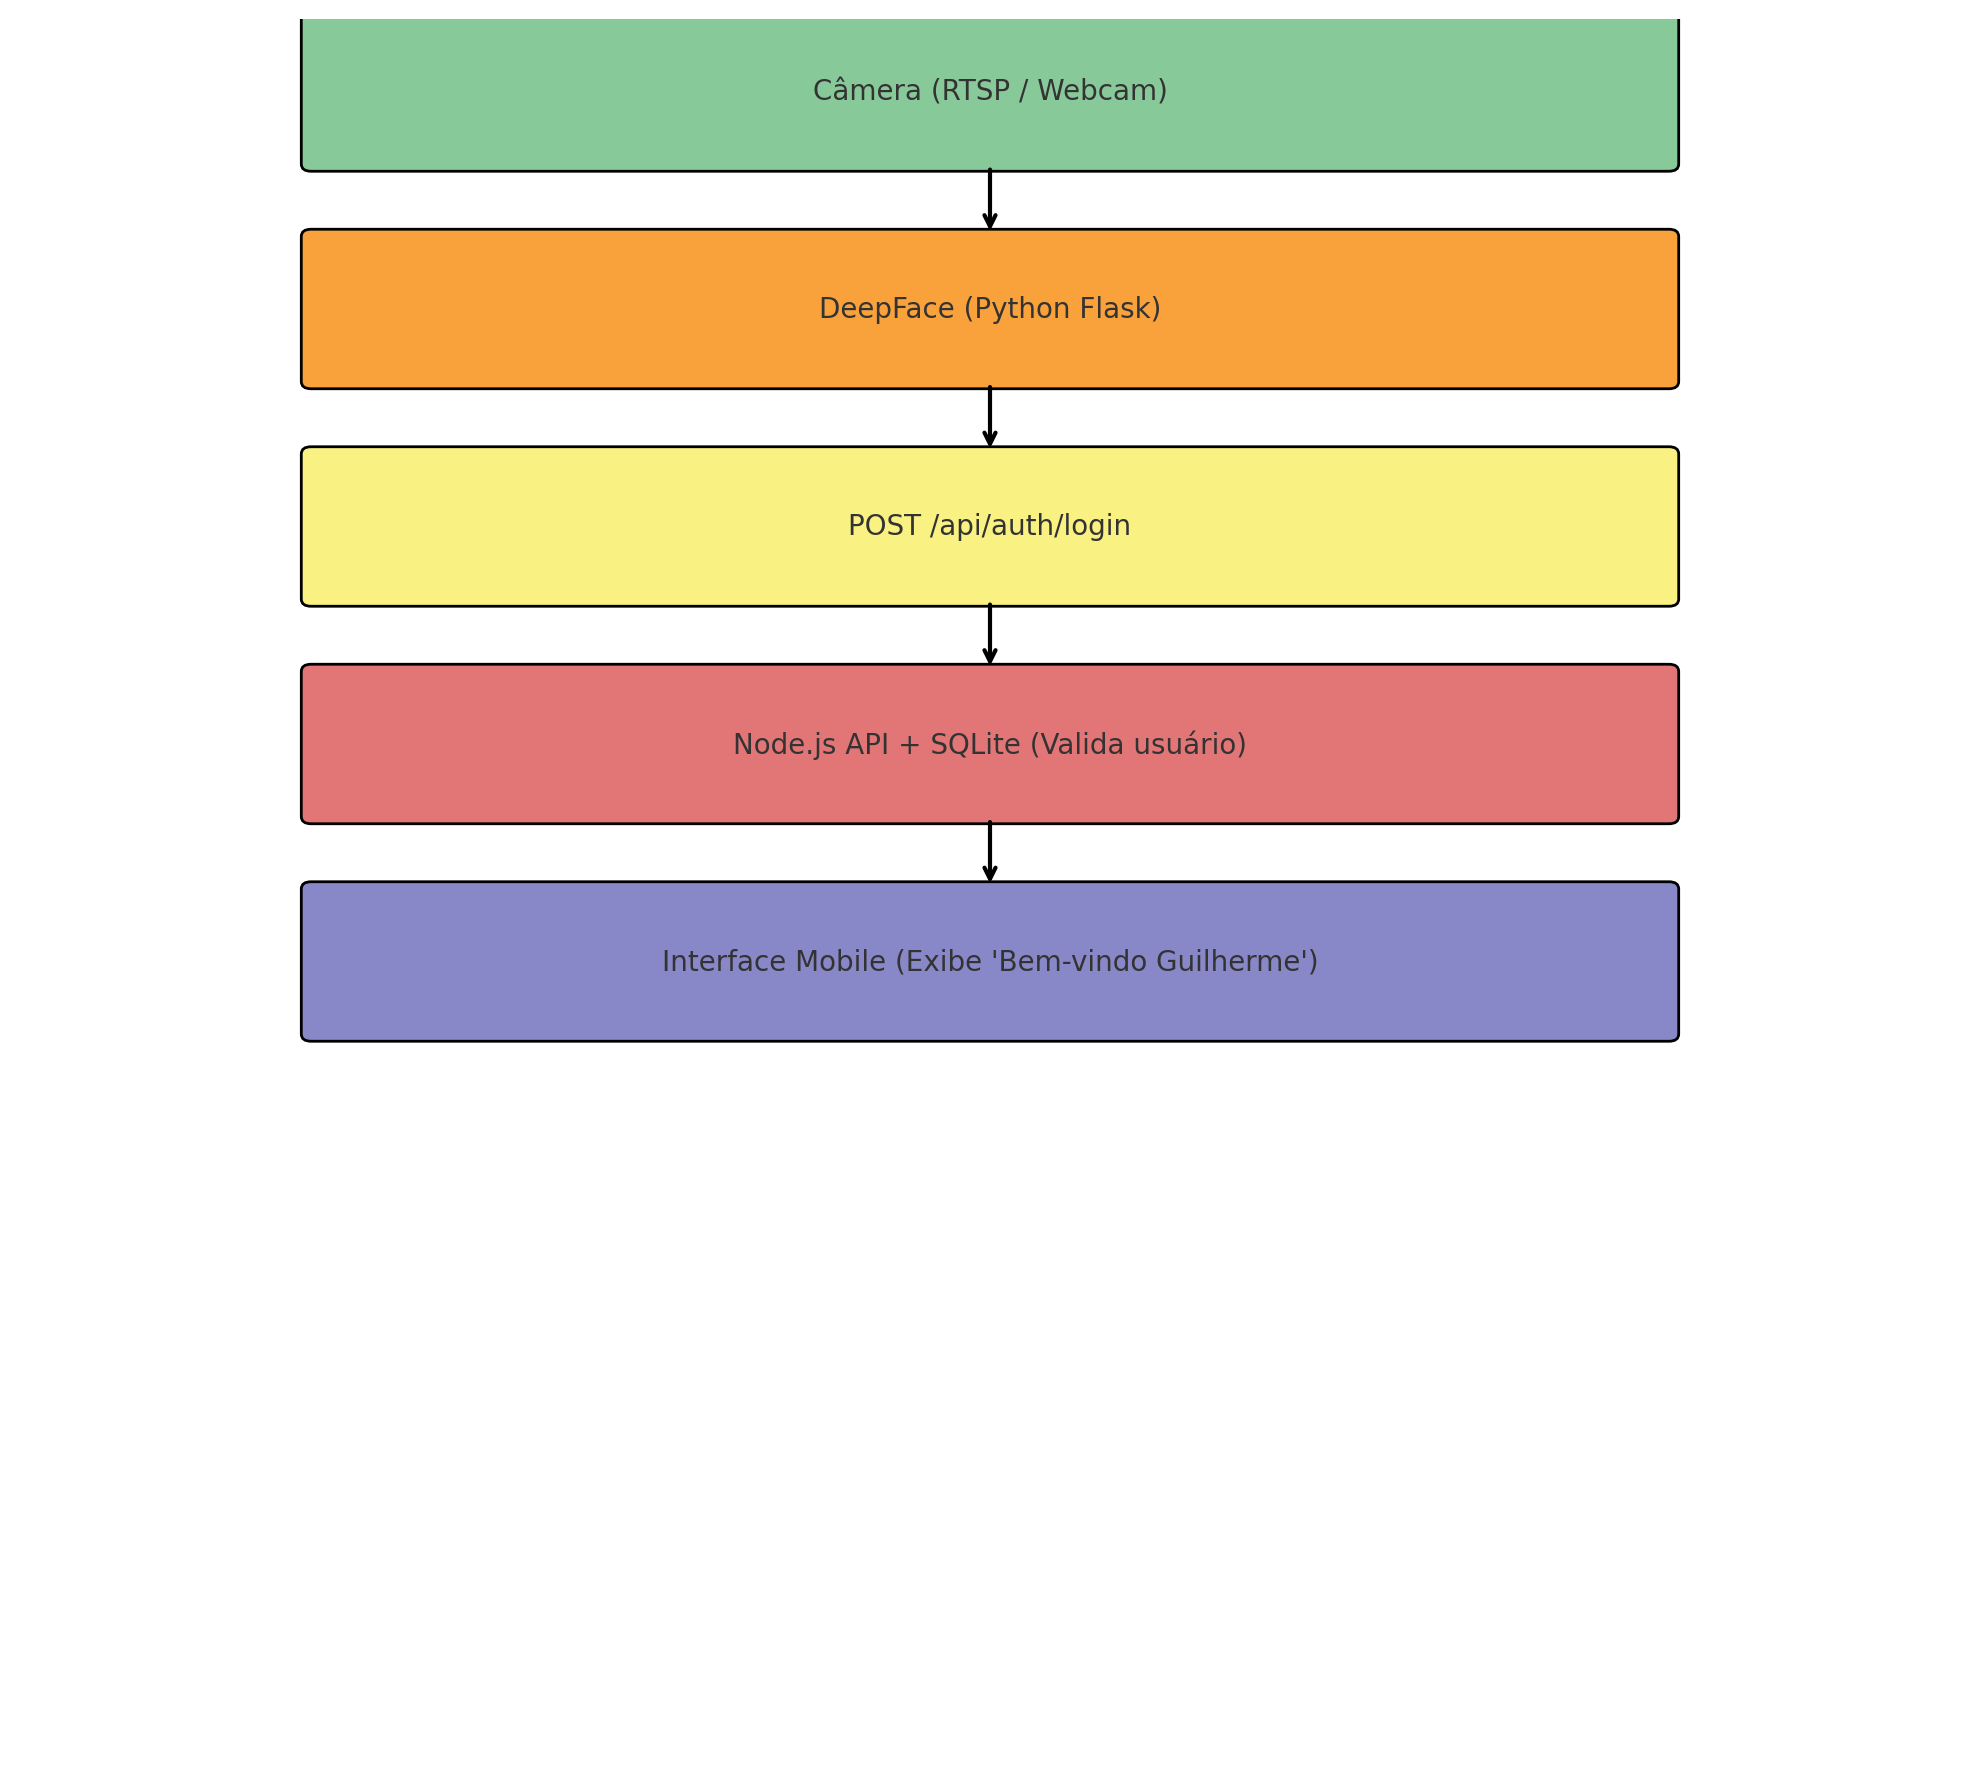 Câmera (RTSP / Webcam)
DeepFace (Python Flask)
POST /api/auth/login
Node.js API + SQLite (Valida usuário)
Interface Mobile (Exibe 'Bem-vindo Guilherme')